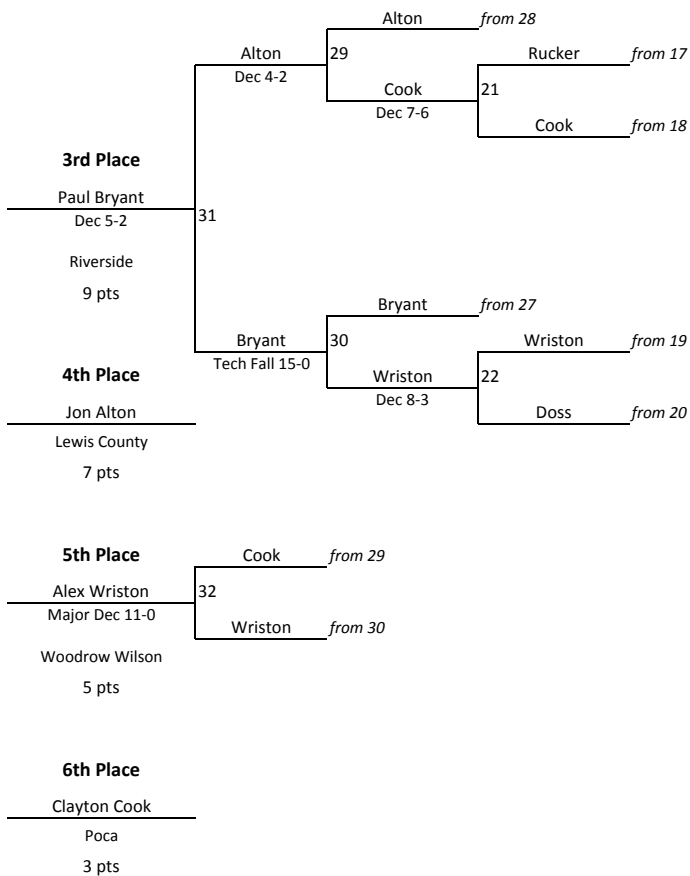 Alton from 28
Alton 29 Rucker from 17
Dec 4-2
Cook 21
Dec 7-6
Cook from 18
3rd Place
Paul Bryant
Dec 5-2 31
Riverside
9 pts
Bryant from 27
Bryant 30 Wriston from 19
Tech Fall 15-0
4th Place Wriston 22
Dec 8-3
Jon Alton Doss from 20
Lewis County
7 pts
5th Place Cook from 29
Alex Wriston 32
Major Dec 11-0
Wriston from 30
Woodrow Wilson
5 pts
6th Place
Clayton Cook
Poca
3 pts